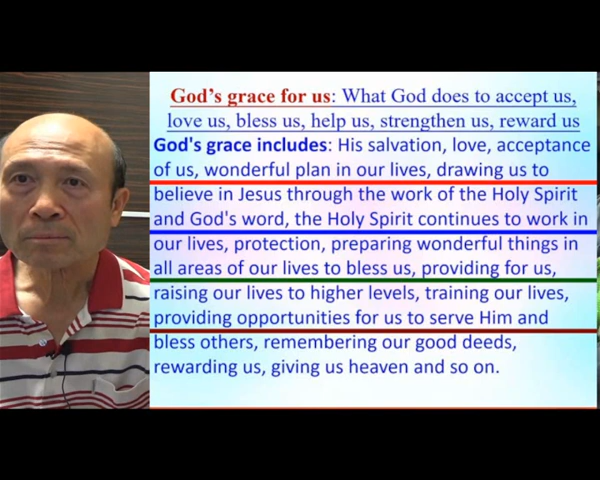 God's grace for us: What God does to accept us,
love us, bless us, help us, strengthen us, reward us
God's grace includes: His salvation, love, acceptance
of us, wonderful plan in our lives, drawing us to
believe in Jesus through the work of the Holy Spirit
and God's word, the Holy Spirit continues to work in
our lives, protection, preparing wonderful things in
all areas of our lives to bless us, providing for us,
raising our lives to higher levels, training our lives,
providing opportunities for us to serve Him and
bless others, remembering our good deeds,
rewarding us, giving us heaven and so on.